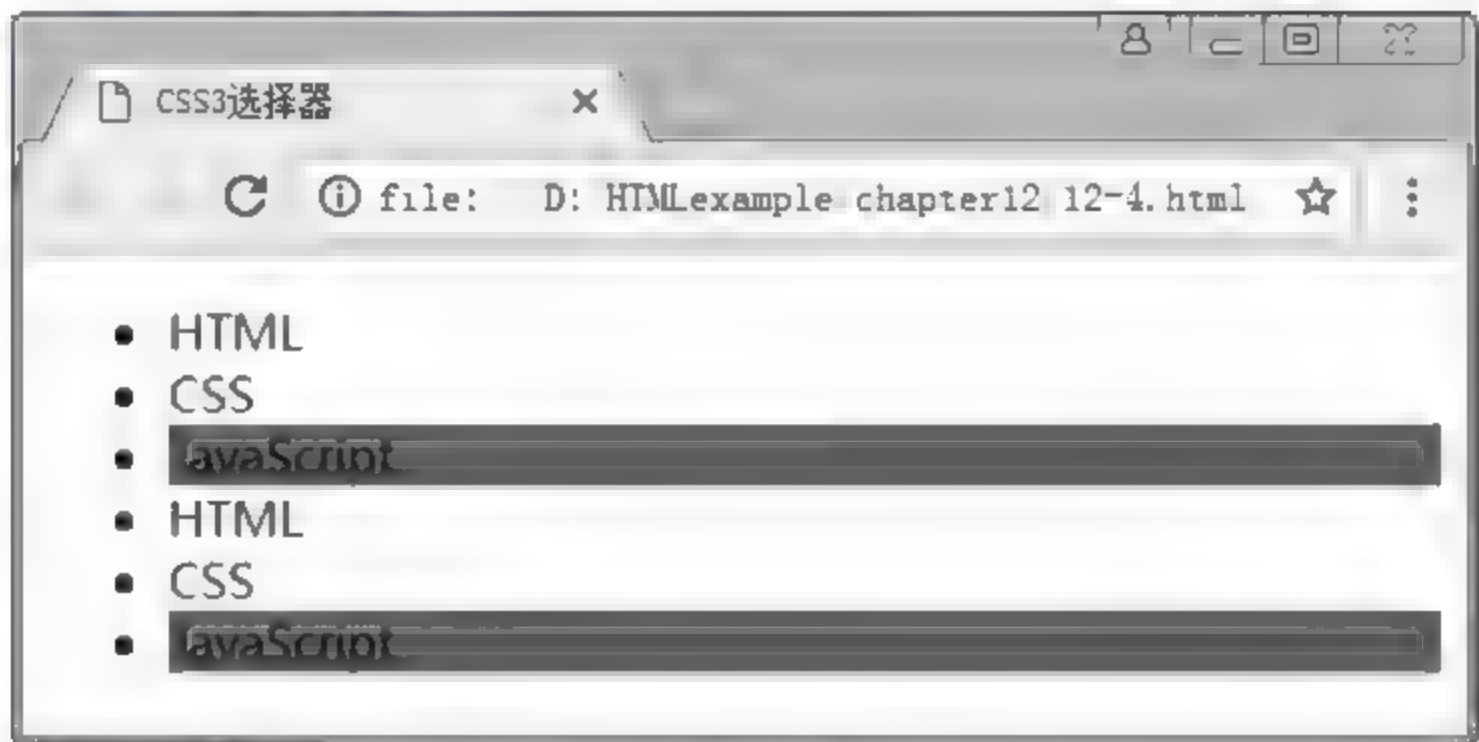 CSS3选择器
file: D: HTMLexample chapter12 12-4.html
HTML
CSS
JavaScript
HTML
CSS
JavaScript